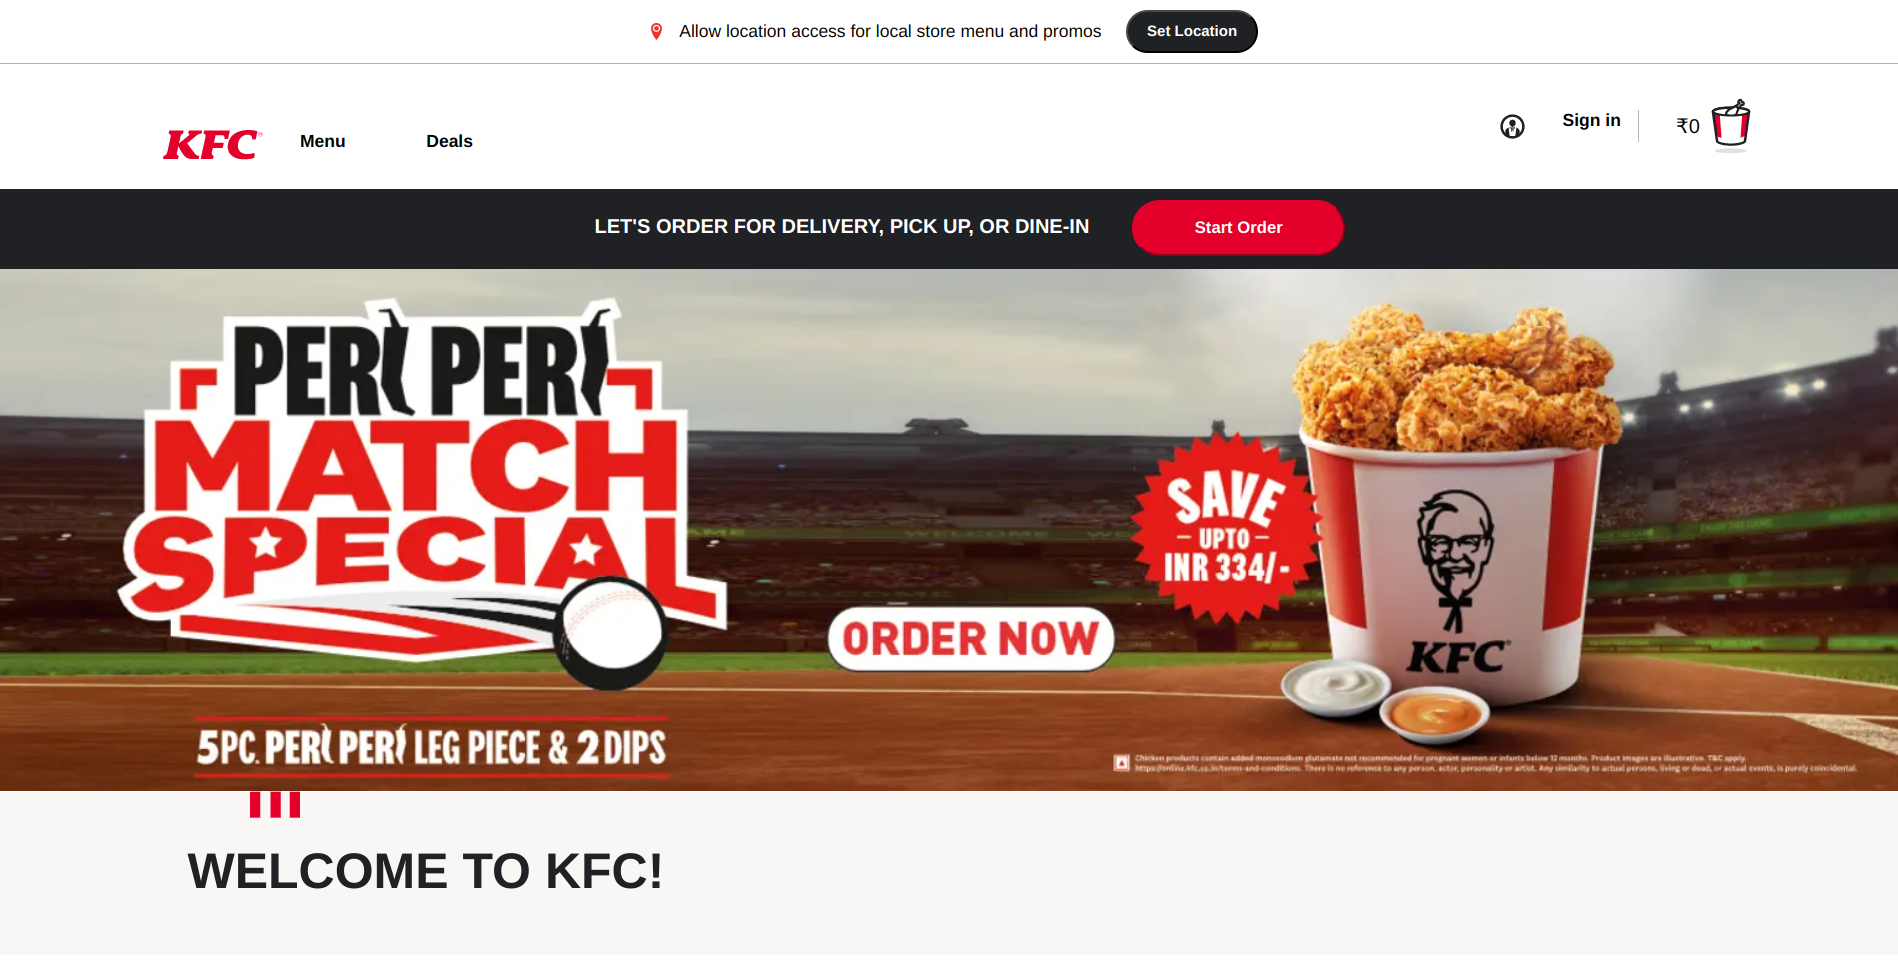 Allow location access for local store menu and promos
Set Location
KFC
Menu
Deals
Sign in
₹0
LET'S ORDER FOR DELIVERY, PICK UP, OR DINE-IN
Start Order
PERI PERI
MATCH
SPECIAL
SAVE
UPTO
INR 334/-
ORDER NOW
KFC
5PC. PERI PERI LEG PIECE & 2 DIPS
Chicken products contain added monosodium glutamate not recommended for pregnant women or infants below 12 months. Product images are illustrative. T&C apply.
https://online.kfc.co.in/terms-and-conditions. There is no reference to any person, actor, personality or artist. Any similarity to actual persons, living or dead, or actual events, is purely coincidental.
WELCOME TO KFC!